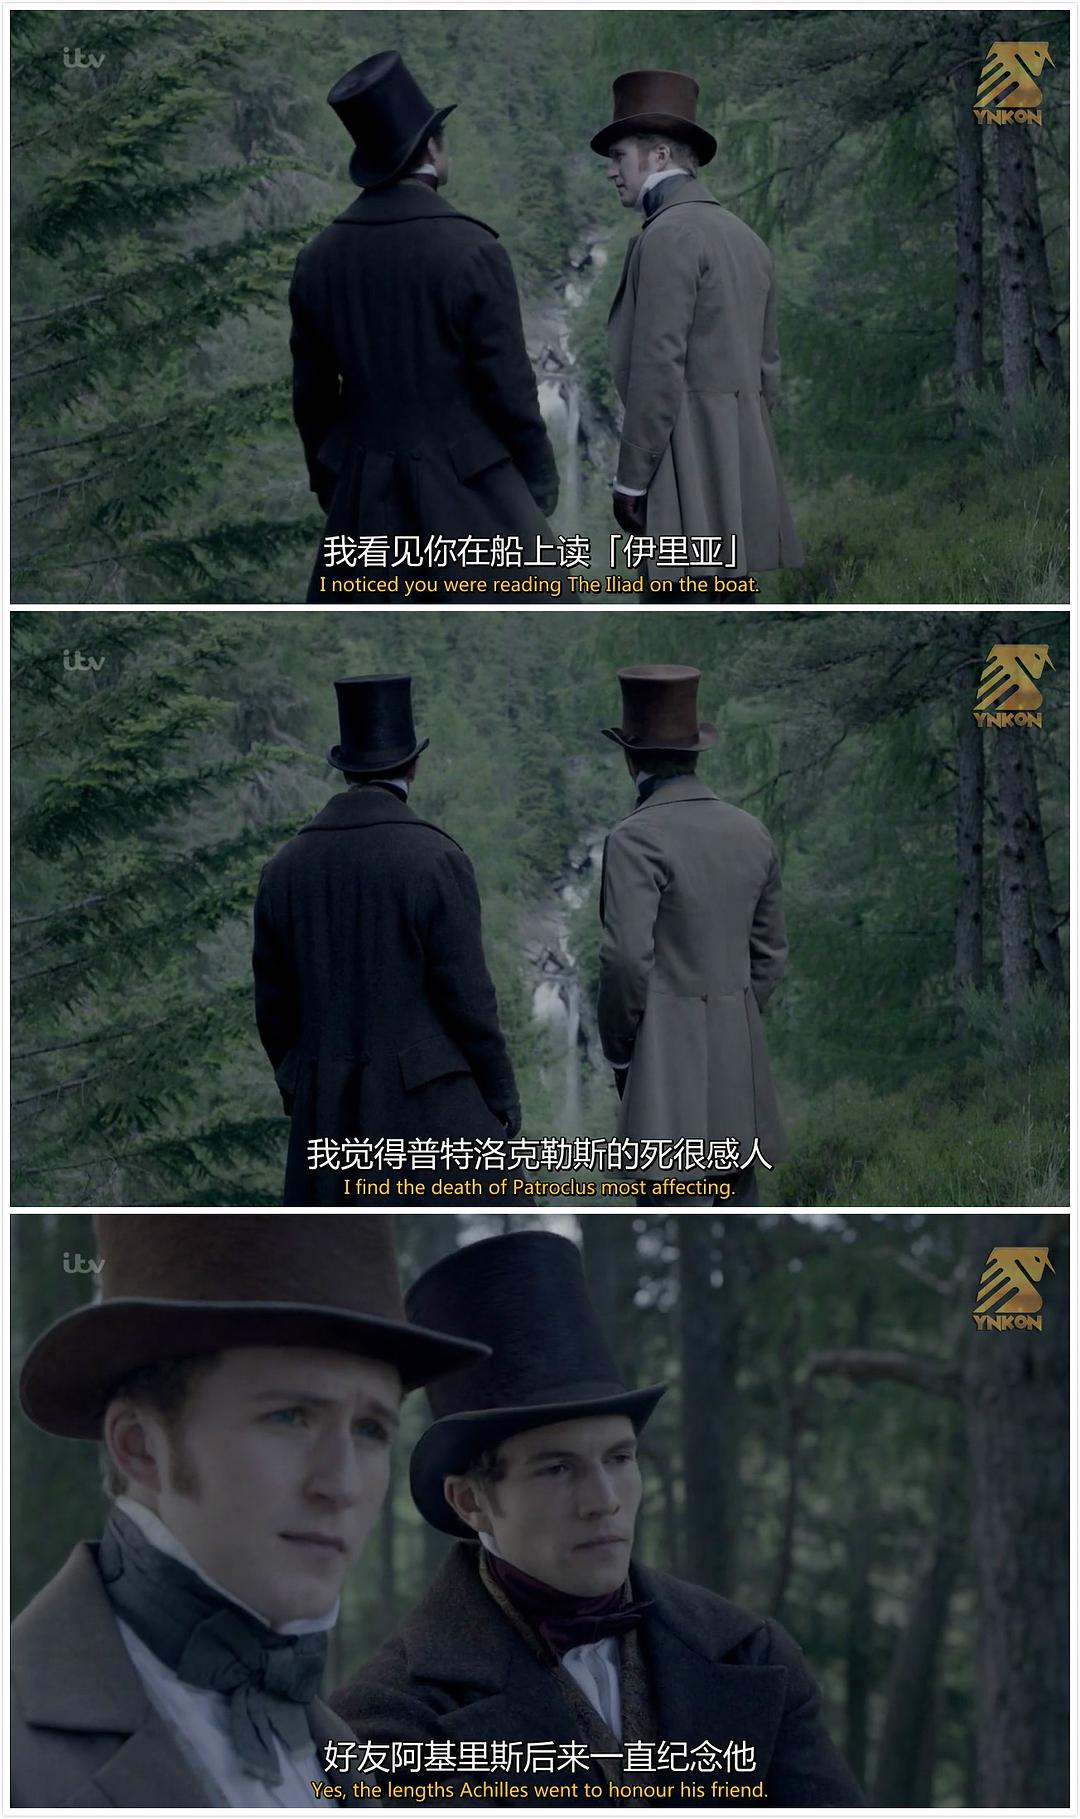 itv
YNKON
我看见你在船上读「伊里亚」
I noticed you were reading The Iliad on the boat.
itv
YNKON
我觉得普特洛克勒斯的死很感人
I find the death of Patroclus most affecting.
itv
YNKON
好友阿基里斯后来一直纪念他
Yes, the lengths Achilles went to honour his friend.